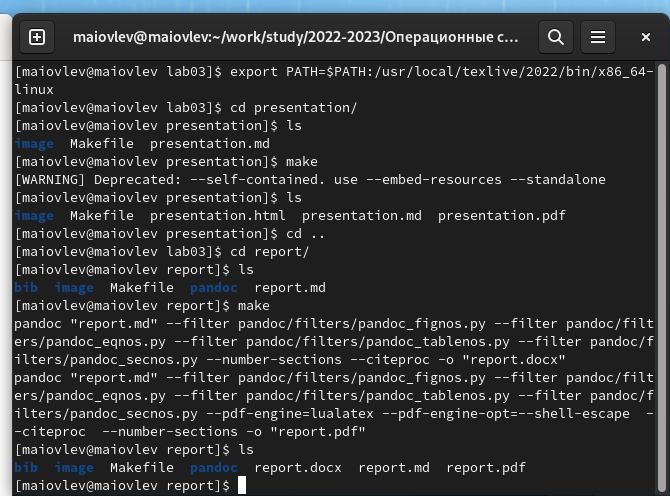 maiovlev@maiovlev:~/work/study/2022-2023/Операционные с...
[maiovlev@maiovlev lab03]$ export PATH=$PATH:/usr/local/texlive/2022/bin/x86_64-
linux
[maiovlev@maiovlev lab03]$ cd presentation/
[maiovlev@maiovlev presentation]$ ls
image  Makefile  presentation.md
[maiovlev@maiovlev presentation]$ make
[WARNING] Deprecated: --self-contained. use --embed-resources --standalone
[maiovlev@maiovlev presentation]$ ls
image  Makefile  presentation.html  presentation.md  presentation.pdf
[maiovlev@maiovlev presentation]$ cd ..
[maiovlev@maiovlev lab03]$ cd report/
[maiovlev@maiovlev report]$ ls
bib  image  Makefile  pandoc  report.md
[maiovlev@maiovlev report]$ make
pandoc "report.md" --filter pandoc/filters/pandoc_fignos.py --filter pandoc/filt
ers/pandoc_eqnos.py --filter pandoc/filters/pandoc_tablenos.py --filter pandoc/f
ilters/pandoc_secnos.py --number-sections --citeproc -o "report.docx"
pandoc "report.md" --filter pandoc/filters/pandoc_fignos.py --filter pandoc/filt
ers/pandoc_eqnos.py --filter pandoc/filters/pandoc_tablenos.py --filter pandoc/f
ilters/pandoc_secnos.py --pdf-engine=lualatex --pdf-engine-opt=--shell-escape  -
-citeproc  --number-sections -o "report.pdf"
[maiovlev@maiovlev report]$ ls
bib  image  Makefile  pandoc  report.docx  report.md  report.pdf
[maiovlev@maiovlev report]$